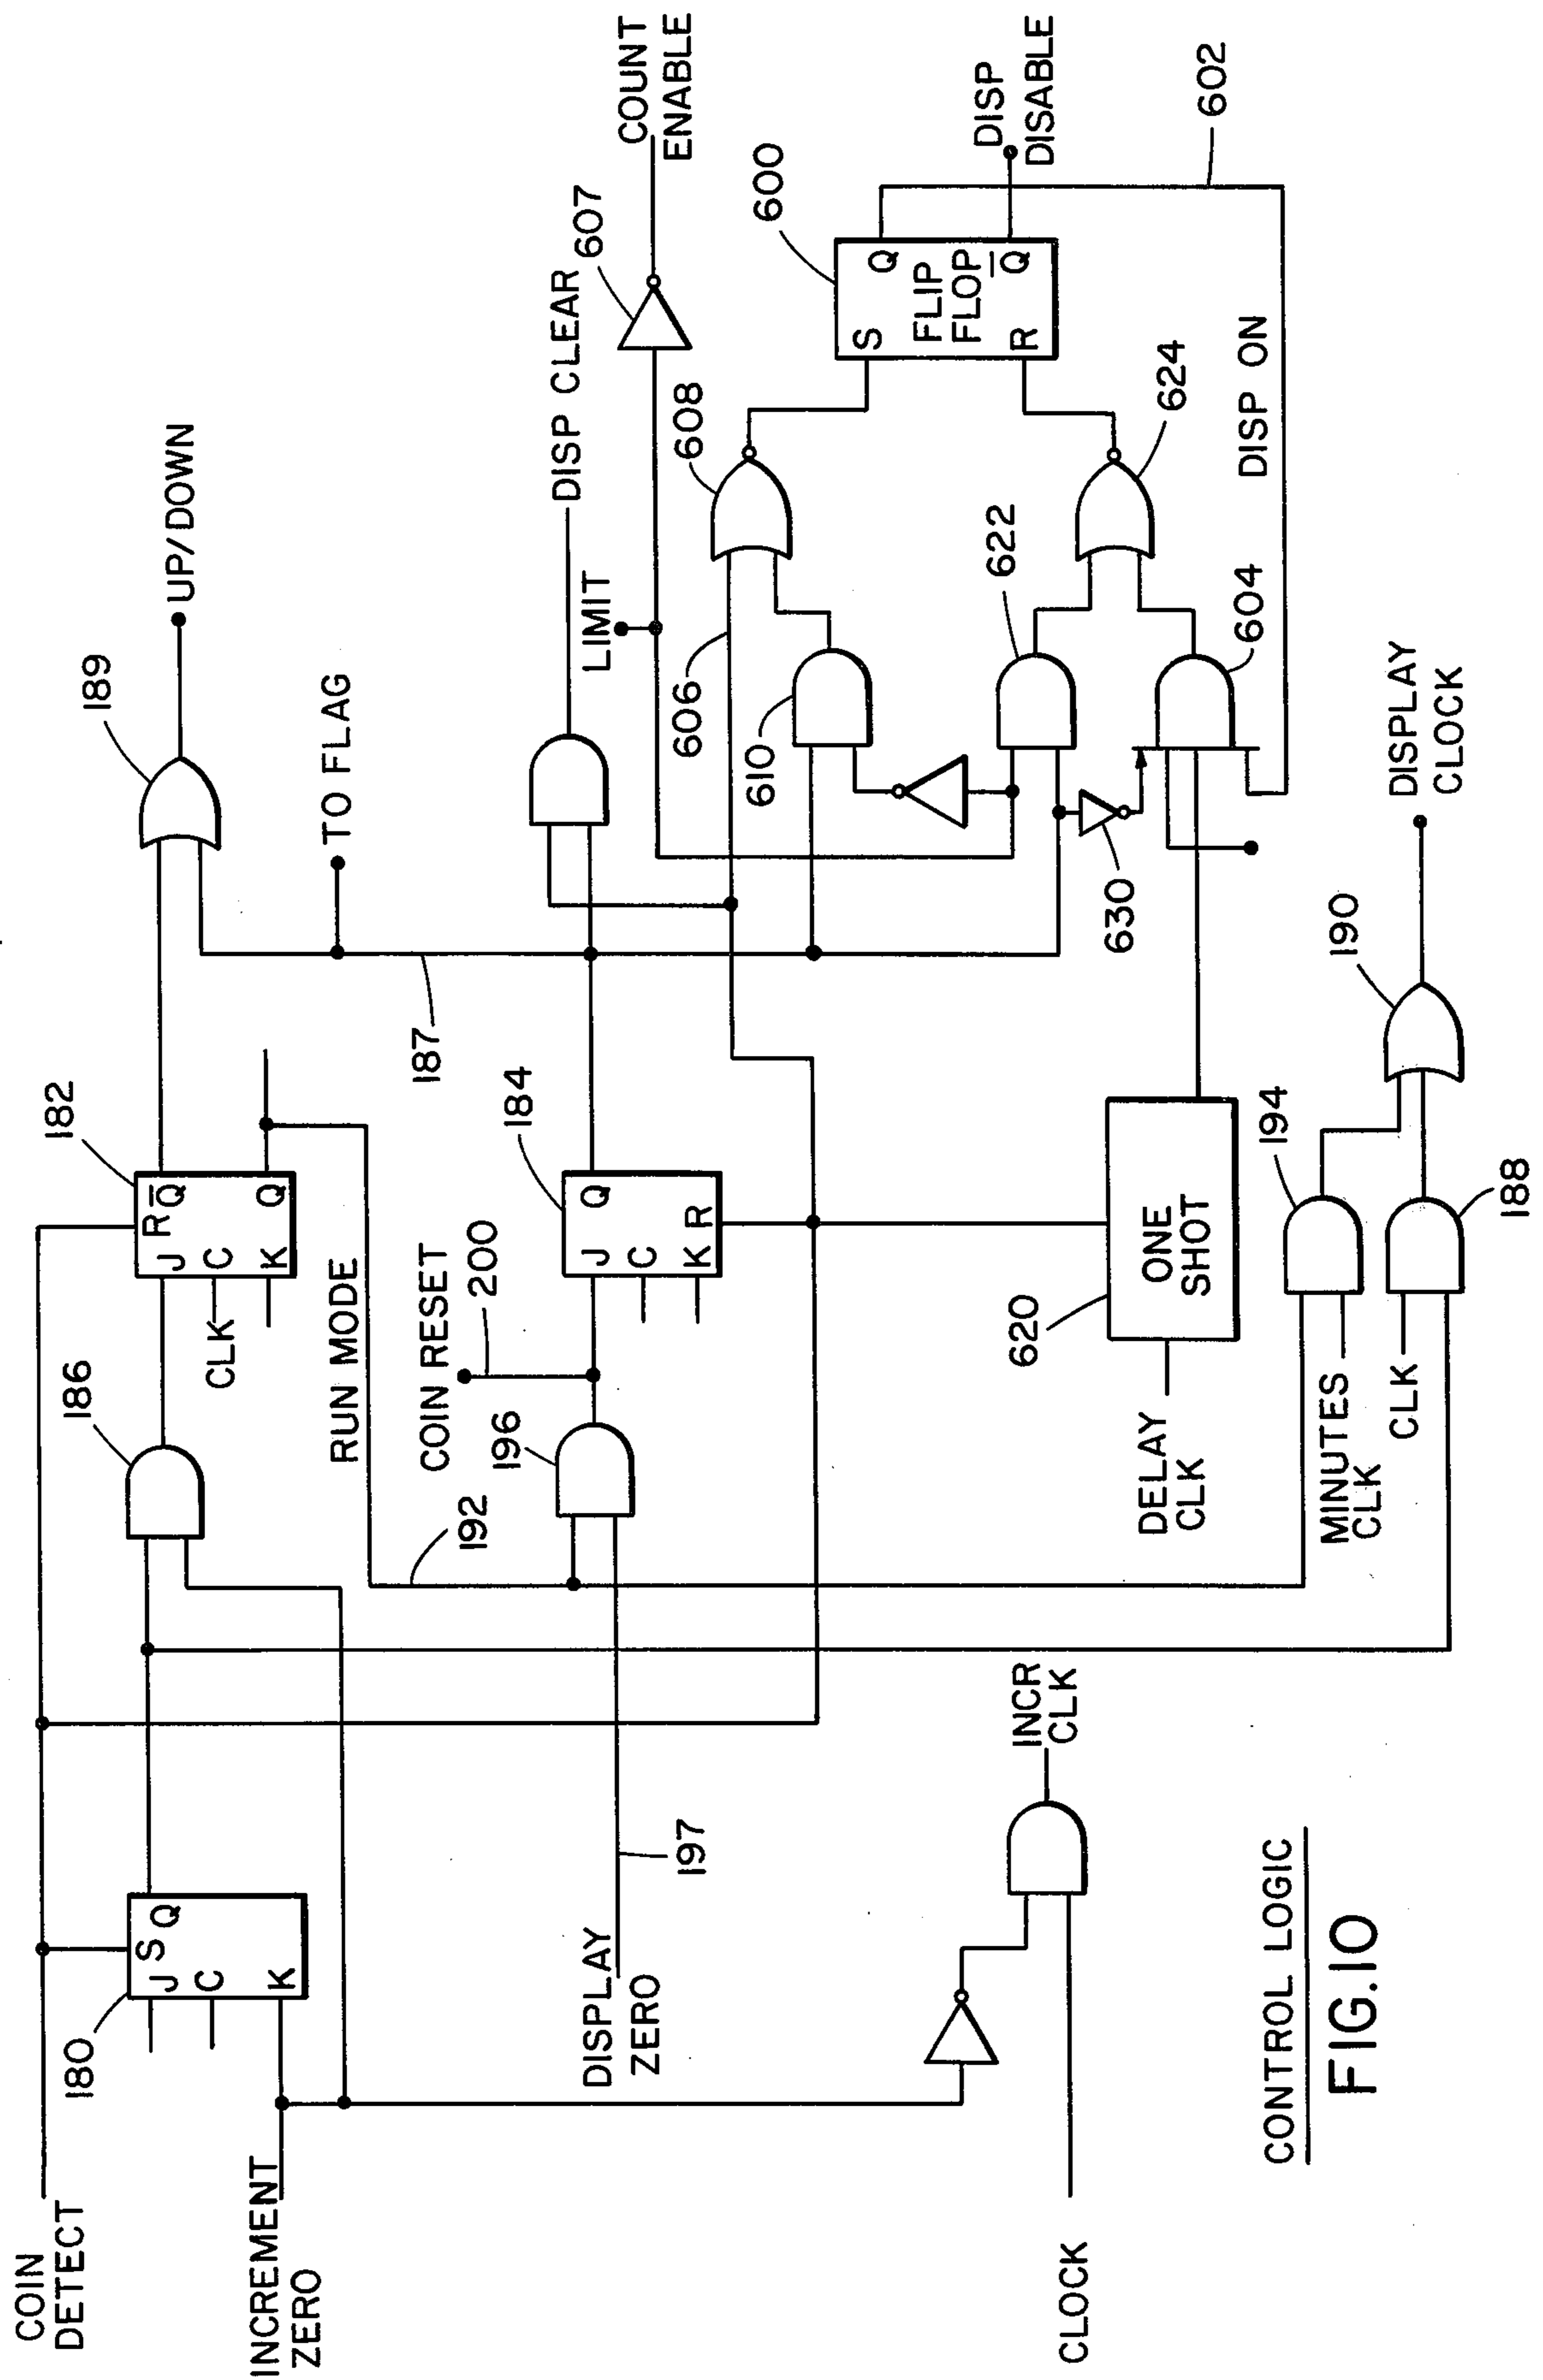 COIN
DETECT
180
S
J
Q
C
K
INCREMENT
ZERO
186
182
R
J
Q
C
K
Q
CLK
189
UP/DOWN
TO FLAG
187
RUN MODE
192
COIN RESET
200
196
184
J
Q
C
K
R
DISPLAY
ZERO
197
DISP CLEAR
LIMIT
607
COUNT
ENABLE
606
608
610
600
S
Q
FLIP
FLOP
R
Q
DISP
DISABLE
602
622
624
604
630
DISP ON
620
ONE
SHOT
DELAY
CLK
194
MINUTES
CLK
CLK
188
190
DISPLAY
CLOCK
INCR
CLK
CLOCK
CONTROL LOGIC
FIG.10